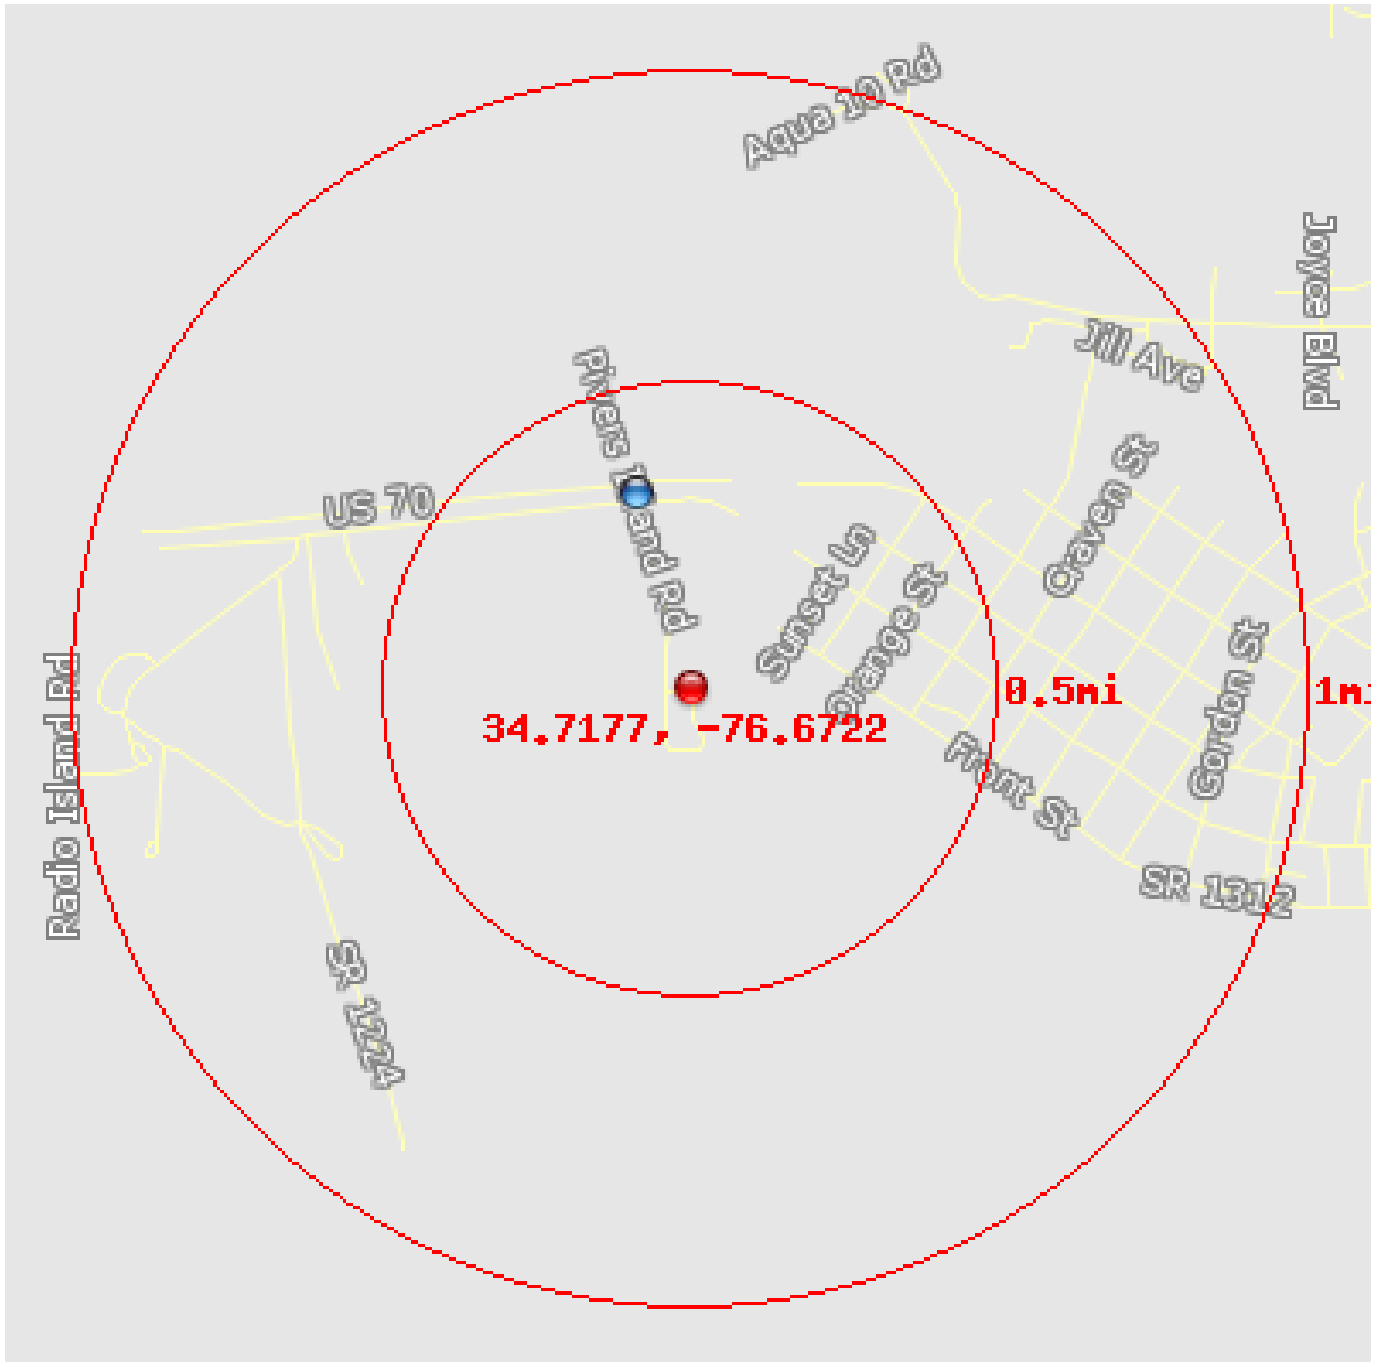 Aqua 10 Rd
Joyce Blvd
Jill Ave
Pivers Island Rd
US 70
Craven St
Sunset Ln
Orange St
Gordon St
Radio Island Rd
0.5mi
1mi
34.7177, -76.6722
Front St
SR 1312
SR 1224